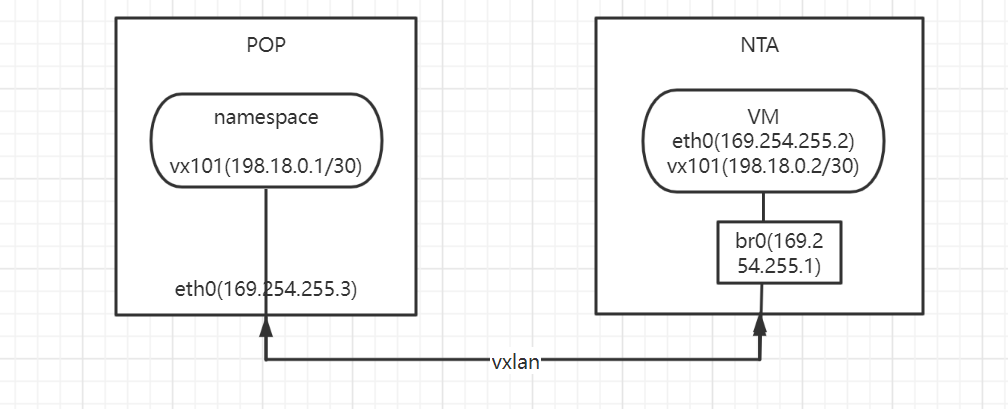 POP
namespace
vx101(198.18.0.1/30)
eth0(169.254.255.3)
NTA
VM
eth0(169.254.255.2)
vx101(198.18.0.2/30)
br0(169.2
54.255.1)
vxlan